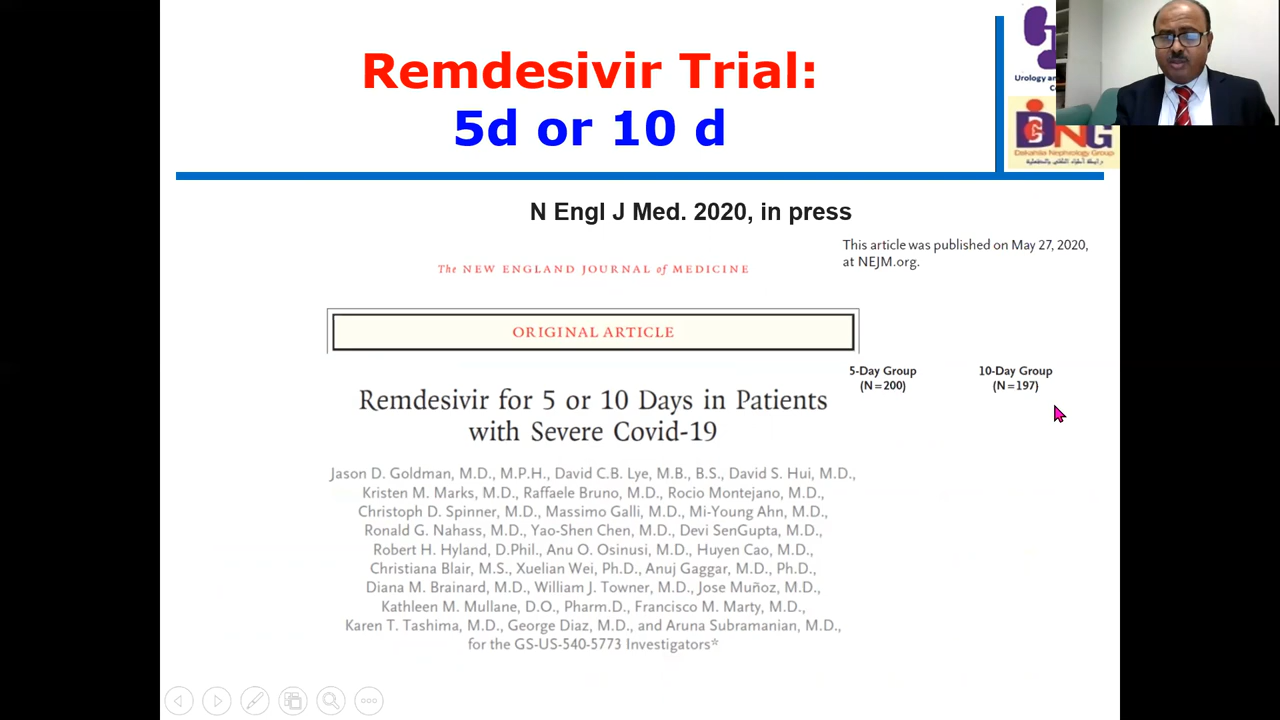 Remdesivir Trial:
5d or 10 d
Urology and
DNG
Dakahlia Nephrology Group
N Engl J Med. 2020, in press
This article was published on May 27, 2020,
at NEJM.org.
The NEW ENGLAND JOURNAL of MEDICINE
ORIGINAL ARTICLE
5-Day Group
(N=200)
10-Day Group
(N=197)
Remdesivir for 5 or 10 Days in Patients
with Severe Covid-19
Jason D. Goldman, M.D., M.P.H., David C.B. Lye, M.B., B.S., David S. Hui, M.D.,
Kristen M. Marks, M.D., Raffaele Bruno, M.D., Rocio Montejano, M.D.,
Christoph D. Spinner, M.D., Massimo Galli, M.D., Mi-Young Ahn, M.D.,
Ronald G. Nahass, M.D., Yao-Shen Chen, M.D., Devi SenGupta, M.D.,
Robert H. Hyland, D.Phil., Anu O. Osinusi, M.D., Huyen Cao, M.D.,
Christiana Blair, M.S., Xuelian Wei, Ph.D., Anuj Gaggar, M.D., Ph.D.,
Diana M. Brainard, M.D., William J. Towner, M.D., Jose Muñoz, M.D.,
Kathleen M. Mullane, D.O., Pharm.D., Francisco M. Marty, M.D.,
Karen T. Tashima, M.D., George Diaz, M.D., and Aruna Subramanian, M.D.,
for the GS-US-540-5773 Investigators*